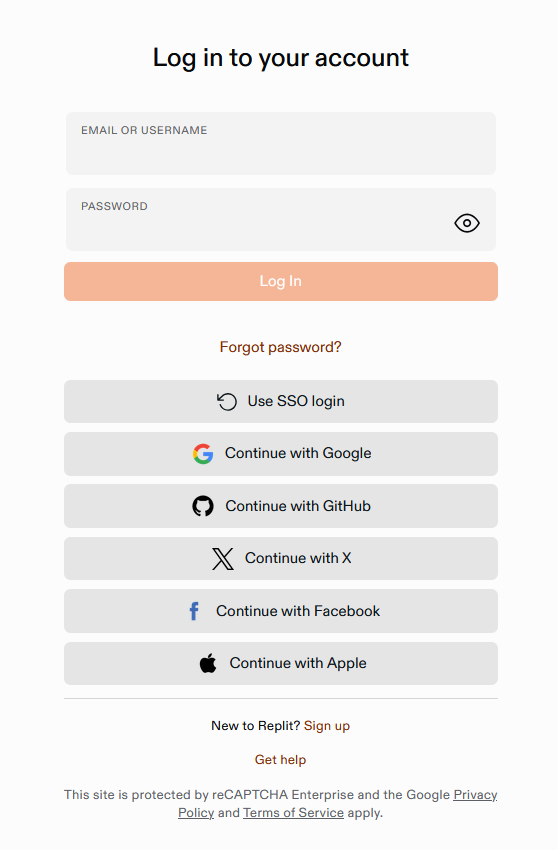 Log in to your account
EMAIL OR USERNAME
PASSWORD
Log In
Forgot password?
Use SSO login
Continue with Google
Continue with GitHub
Continue with X
Continue with Facebook
Continue with Apple
New to Replit? Sign up
Get help
This site is protected by reCAPTCHA Enterprise and the Google Privacy
Policy and Terms of Service apply.